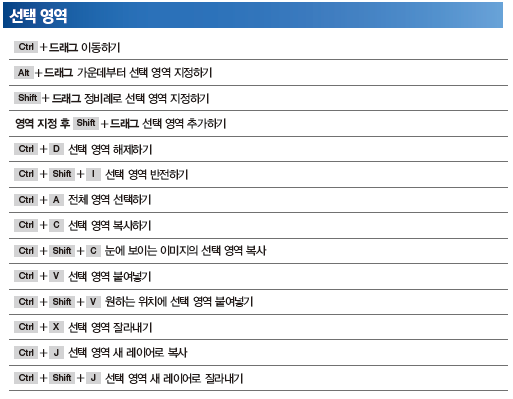 선택 영역
Ctrl + 드래그 이동하기
Alt + 드래그 가운데부터 선택 영역 지정하기
Shift + 드래그 정비례로 선택 영역 지정하기
영역 지정 후 Shift + 드래그 선택 영역 추가하기
Ctrl + D 선택 영역 해제하기
Ctrl + Shift + I 선택 영역 반전하기
Ctrl + A 전체 영역 선택하기
Ctrl + C 선택 영역 복사하기
Ctrl + Shift + C 눈에 보이는 이미지의 선택 영역 복사
Ctrl + V 선택 영역 붙여넣기
Ctrl + Shift + V 원하는 위치에 선택 영역 붙여넣기
Ctrl + X 선택 영역 잘라내기
Ctrl + J 선택 영역 새 레이어로 복사
Ctrl + Shift + J 선택 영역 새 레이어로 잘라내기